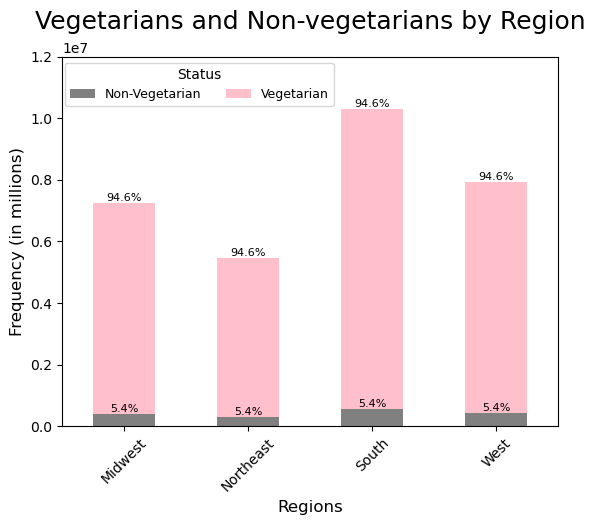 Vegetarians and Non-vegetarians by Region
1e7
1.2
1.0
0.8
0.6
0.4
0.2
0.0
Frequency (in millions)
Status
Non-Vegetarian Vegetarian
94.6%
94.6%
94.6%
94.6%
5.4%
5.4%
5.4%
5.4%
Midwest
Northeast
South
West
Regions